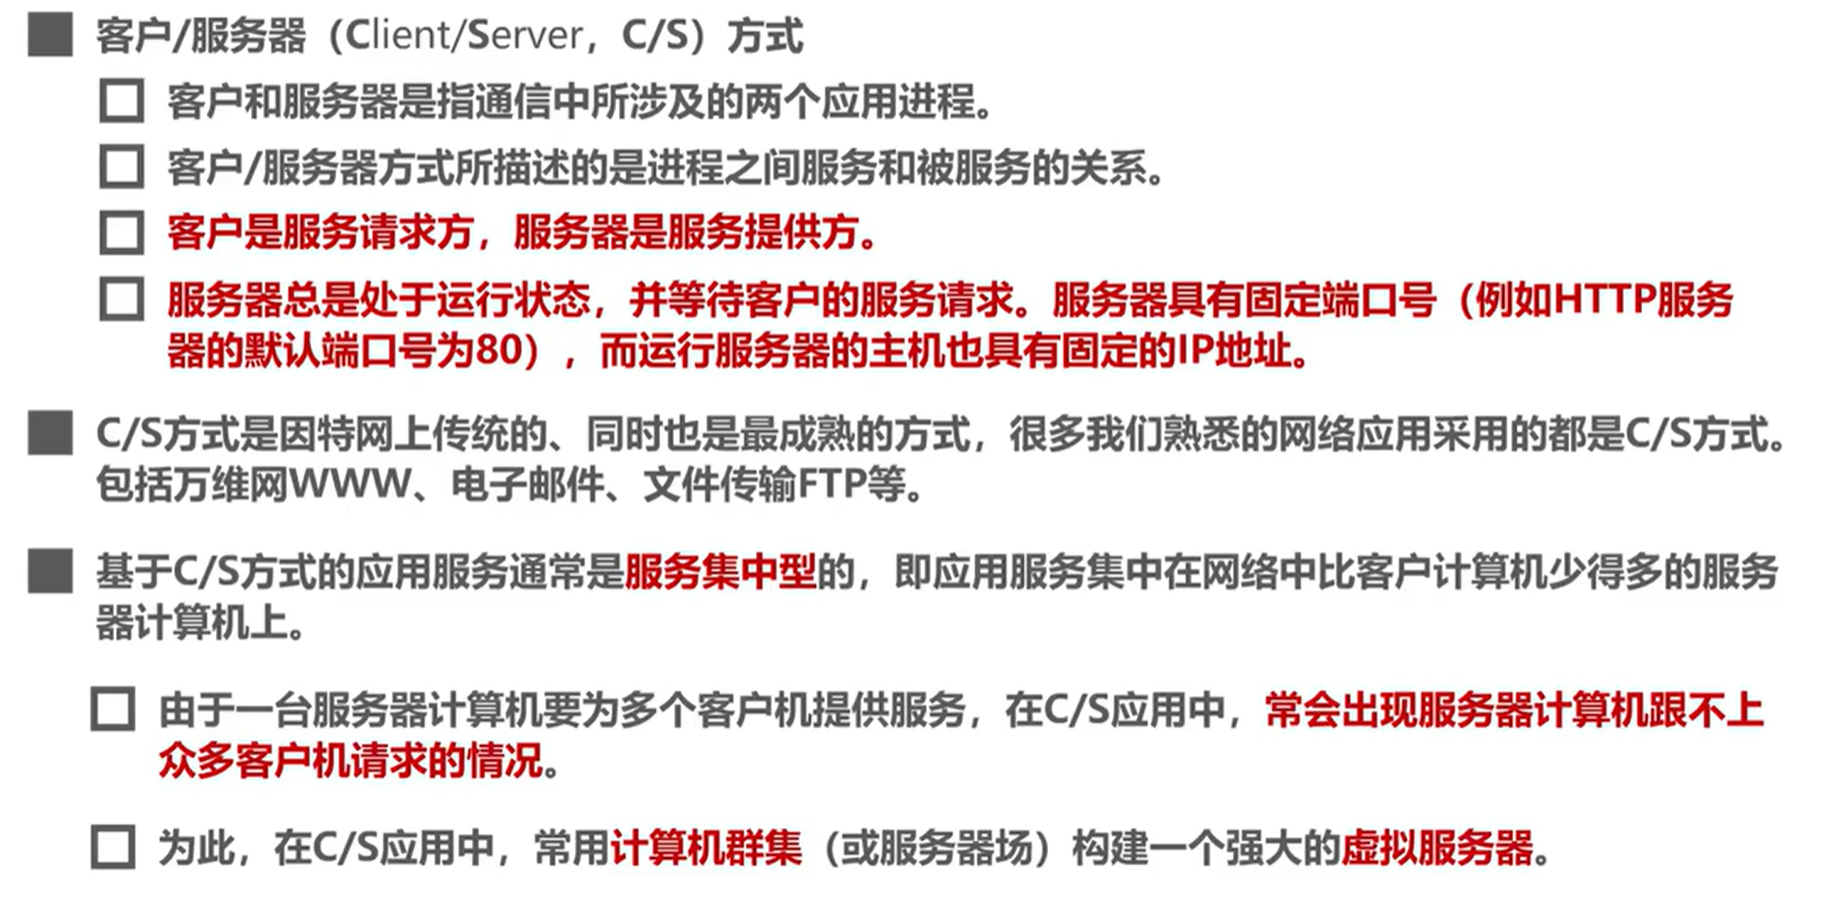 客户/服务器（Client/Server，C/S）方式
客户和服务器是指通信中所涉及的两个应用进程。
客户/服务器方式所描述的是进程之间服务和被服务的关系。
客户是服务请求方，服务器是服务提供方。
服务器总是处于运行状态，并等待客户的服务请求。服务器具有固定端口号（例如HTTP服务
器的默认端口号为80），而运行服务器的主机也具有固定的IP地址。
C/S方式是因特网上传统的、同时也是最成熟的方式，很多我们熟悉的网络应用采用的都是C/S方式。
包括万维网WWW、电子邮件、文件传输FTP等。
基于C/S方式的应用服务通常是服务集中型的，即应用服务集中在网络中比客户计算机少得多的服务
器计算机上。
由于一台服务器计算机要为多个客户机提供服务，在C/S应用中，常会出现服务器计算机跟不上
众多客户机请求的情况。
为此，在C/S应用中，常用计算机群集（或服务器场）构建一个强大的虚拟服务器。